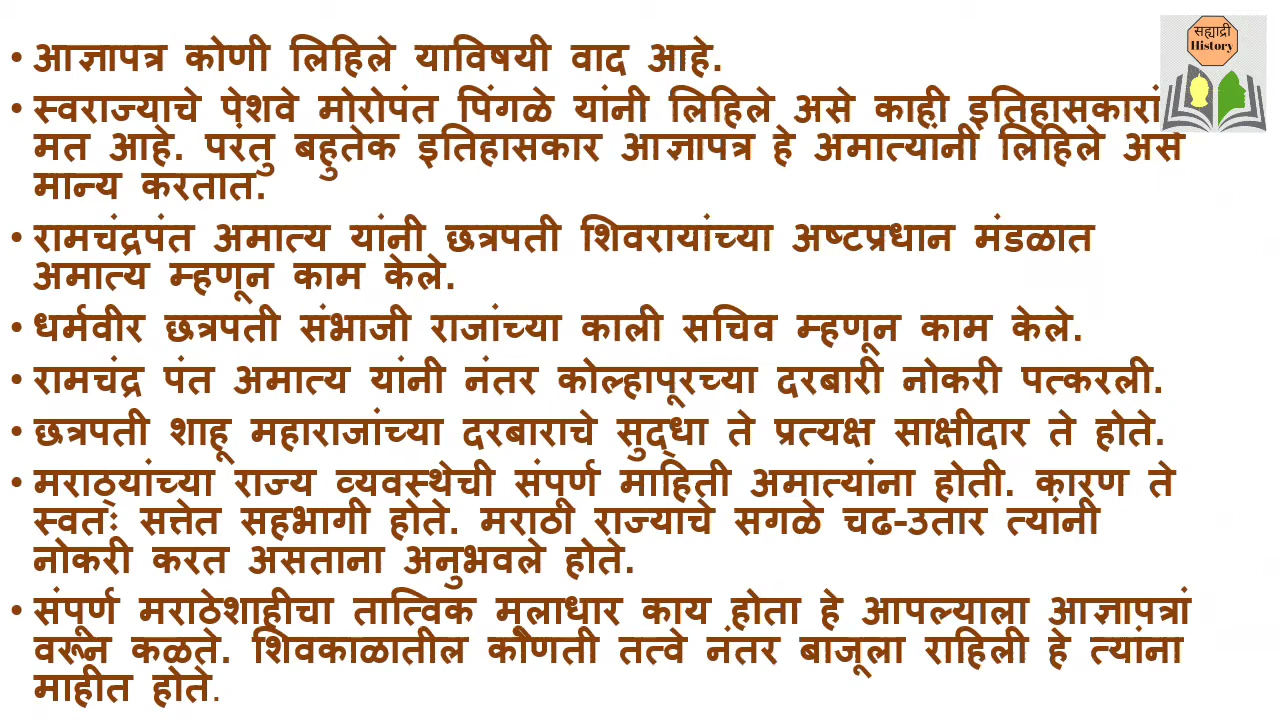 सह्याद्री
History
• आज्ञापत्र कोणी लिहिले याविषयी वाद आहे.
• स्वराज्याचे पेशवे मोरोपंत पिंगळे यांनी लिहिले असे काही इतिहासकारां
मत आहे. परंतु बहुतेक इतिहासकार आज्ञापत्र हे अमात्यांनी लिहिले असे
मान्य करतात.
• रामचंद्रपंत अमात्य यांनी छत्रपती शिवरायांच्या अष्टप्रधान मंडळात
अमात्य म्हणून काम केले.
• धर्मवीर छत्रपती संभाजी राजांच्या काली सचिव म्हणून काम केले.
• रामचंद्र पंत अमात्य यांनी नंतर कोल्हापूरच्या दरबारी नोकरी पत्करली.
• छत्रपती शाहू महाराजांच्या दरबाराचे सुद्धा ते प्रत्यक्ष साक्षीदार ते होते.
• मराठ्यांच्या राज्य व्यवस्थेची संपूर्ण माहिती अमात्यांना होती. कारण ते
स्वतः सत्तेत सहभागी होते. मराठी राज्याचे सगळे चढ-उतार त्यांनी
नोकरी करत असताना अनुभवले होते.
• संपूर्ण मराठेशाहीचा तात्विक मूलाधार काय होता हे आपल्याला आज्ञापत्रां
वरून कळते. शिवकाळातील कोणती तत्वे नंतर बाजूला राहिली हे त्यांना
माहीत होते.